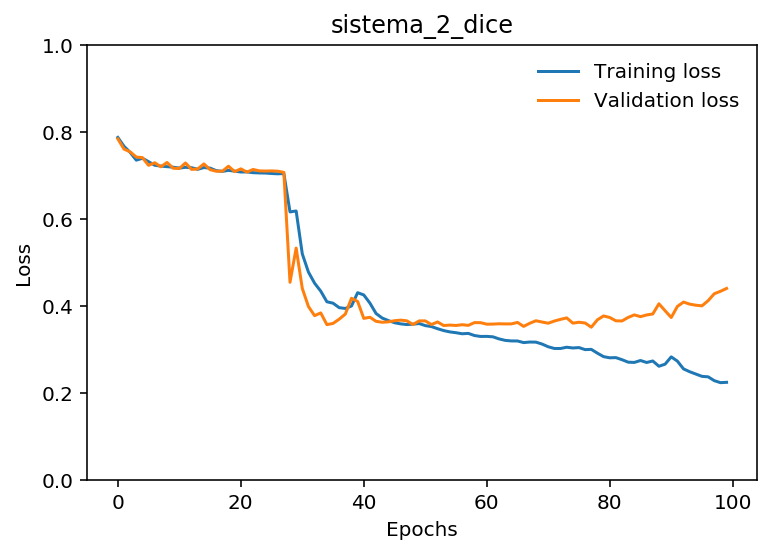 sistema_2_dice
Training loss
Validation loss
1.0
0.8
0.6
0.4
0.2
0.0
Loss
0 20 40 60 80 100
Epochs